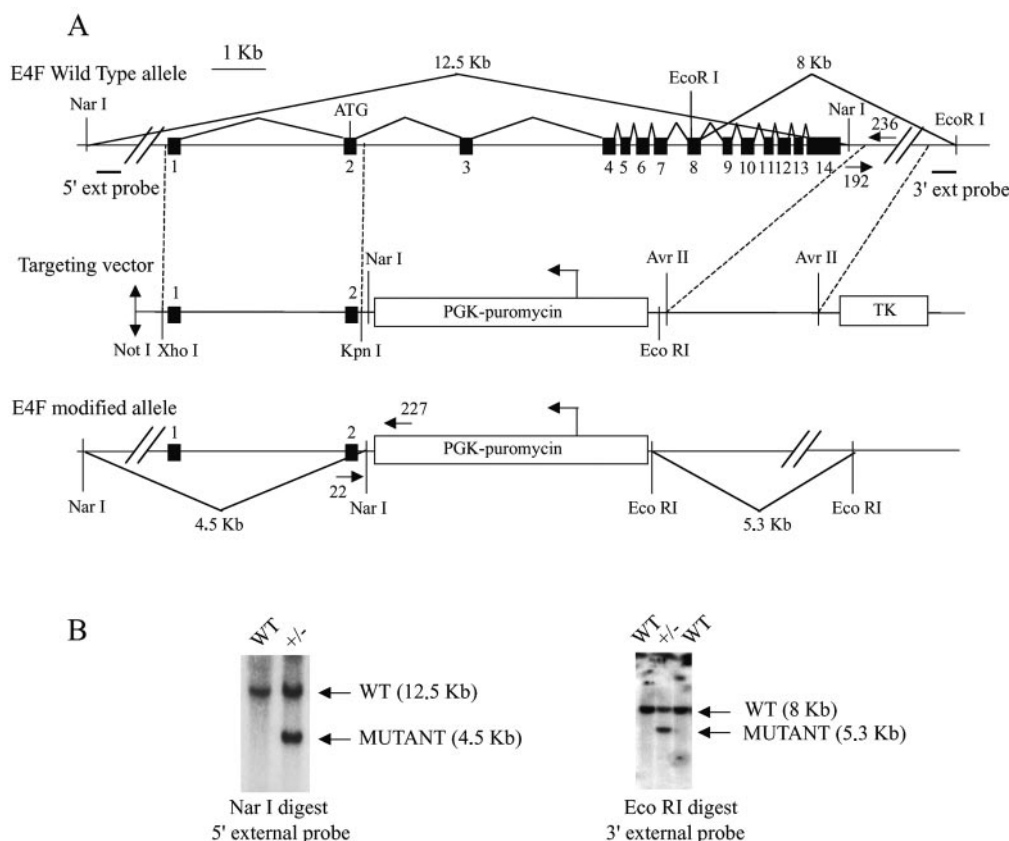 A
1 Kb
E4F Wild Type allele
12.5 Kb
8 Kb
EcoR I
Nar I
ATG
Nar I
236
EcoR I
1 2 3 4 5 6 7 8 9 10 11 12 13 14
192
5' ext probe
3' ext probe
Targeting vector
Nar I
Avr II
Avr II
1
2
PGK-puromycin
TK
Not I
Xho I
Kpn I
Eco RI
E4F modified allele
227
1
2
PGK-puromycin
22
Nar I
Nar I
Eco RI
Eco RI
4.5 Kb
5.3 Kb
B
WT +/-
WT (12.5 Kb)
MUTANT (4.5 Kb)
Nar I digest
5' external probe
WT +/- WT
WT (8 Kb)
MUTANT (5.3 Kb)
Eco RI digest
3' external probe